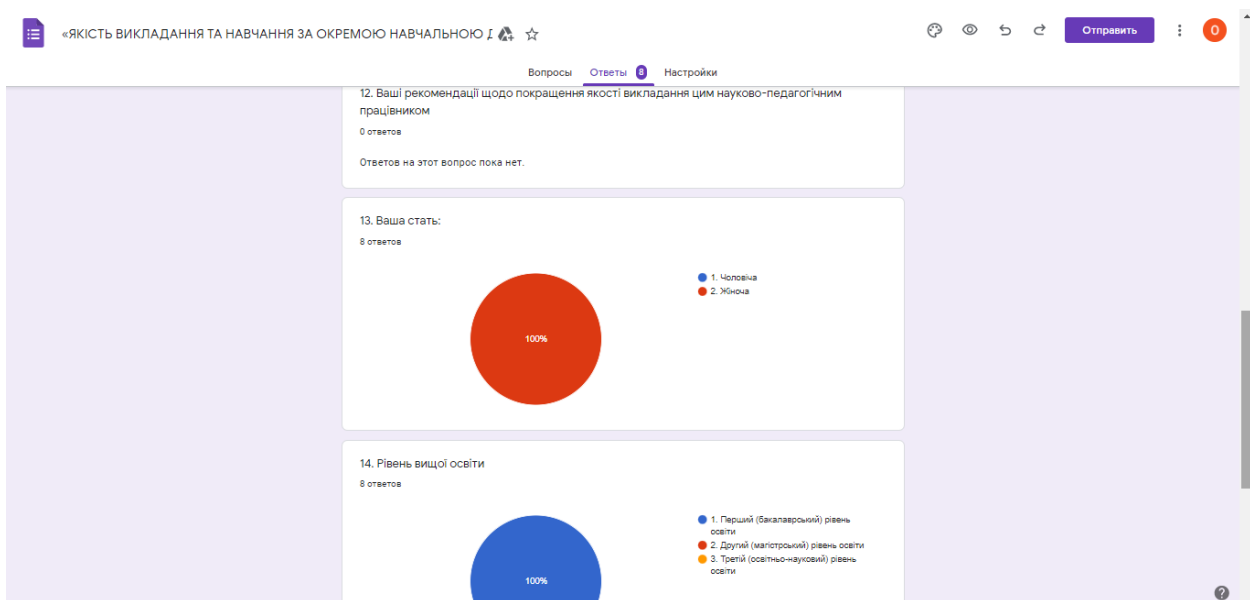 «ЯКІСТЬ ВИКЛАДАННЯ ТА НАВЧАННЯ ЗА ОКРЕМОЮ НАВЧАЛЬНОЮ Д
Отправить
О
Вопросы Ответы 8 Настройки
12. Ваші рекомендації щодо покращення якості викладання цим науково-педагогічним
працівником
0 ответов
Ответов на этот вопрос пока нет.
13. Ваша стать:
8 ответов
100%
1. Чоловіча
2. Жіноча
14. Рівень вищої освіти
8 ответов
100%
1. Перший (бакалаврський) рівень
освіти
2. Другий (магістрський) рівень освіти
3. Третій (освітньо-науковий) рівень
освіти